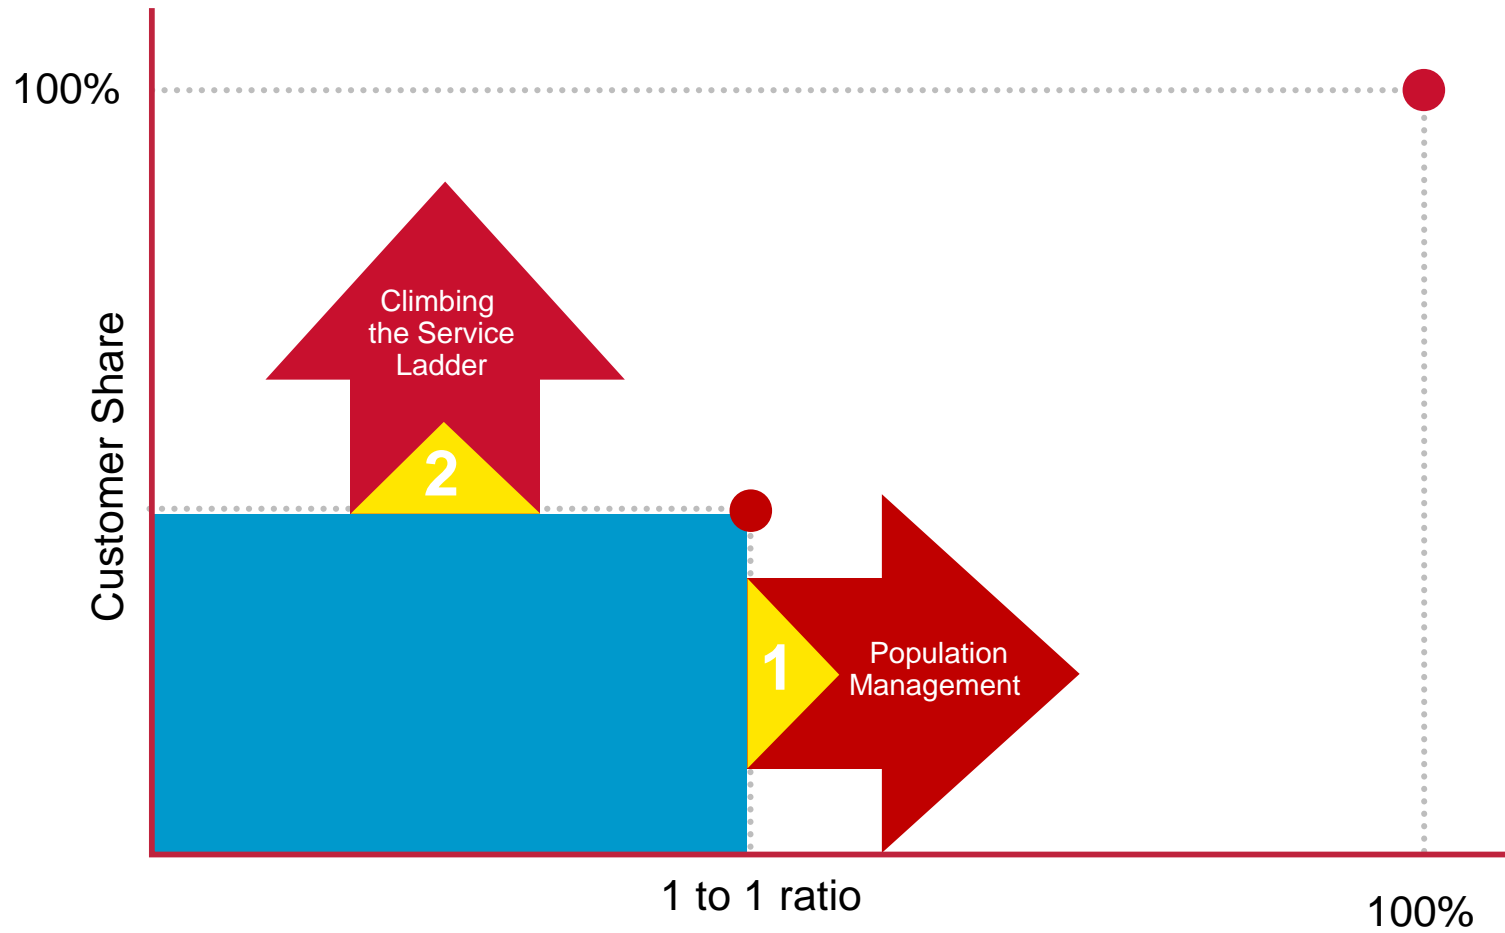 100%
Climbing
the Service
Ladder
Customer Share
2
1
Population
Management
1 to 1 ratio
100%